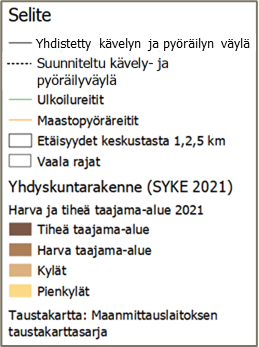 Selite
Yhdistetty kävelyn ja pyöräilyn väylä
Suunniteltu kävely- ja
pyöräilyväylä
Ulkoilureitit
Maastopyöräreitit
Etäisyydet keskustasta 1,2,5 km
Vaala rajat
Yhdyskuntarakenne (SYKE 2021)
Harva ja tiheä taajama-alue 2021
Tiheä taajama-alue
Harva taajama-alue
Kylät
Pienkylät
Taustakartta: Maanmittauslaitoksen
taustakarttasarja